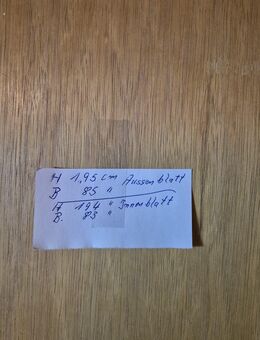 H 1,95 cm Aussenblatt
B 85 "
H 194 " Innenblatt
B. 83 "